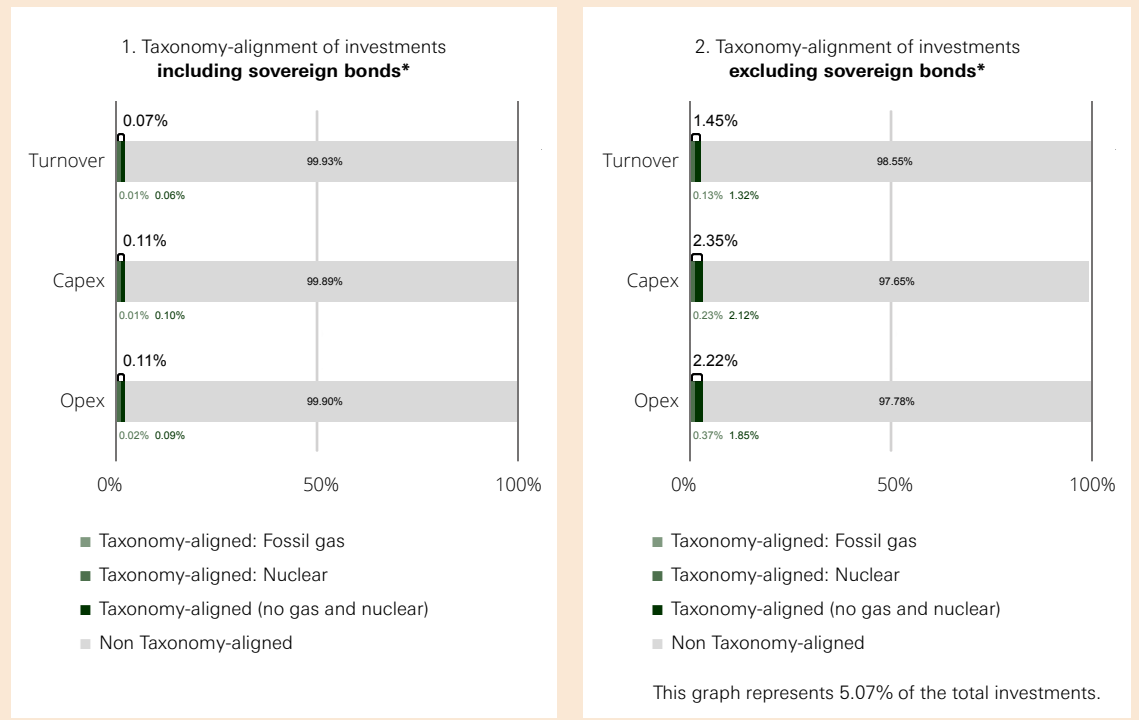 1. Taxonomy-alignment of investments
including sovereign bonds*
0.07%
Turnover
99.93%
0.01% 0.06%
0.11%
Capex
99.89%
0.01% 0.10%
0.11%
Opex
99.90%
0.02% 0.09%
0% 50% 100%
Taxonomy-aligned: Fossil gas
Taxonomy-aligned: Nuclear
Taxonomy-aligned (no gas and nuclear)
Non Taxonomy-aligned
2. Taxonomy-alignment of investments
excluding sovereign bonds*
1.45%
Turnover
98.55%
0.13% 1.32%
2.35%
Capex
97.65%
0.23% 2.12%
2.22%
Opex
97.78%
0.37% 1.85%
0% 50% 100%
Taxonomy-aligned: Fossil gas
Taxonomy-aligned: Nuclear
Taxonomy-aligned (no gas and nuclear)
Non Taxonomy-aligned
This graph represents 5.07% of the total investments.